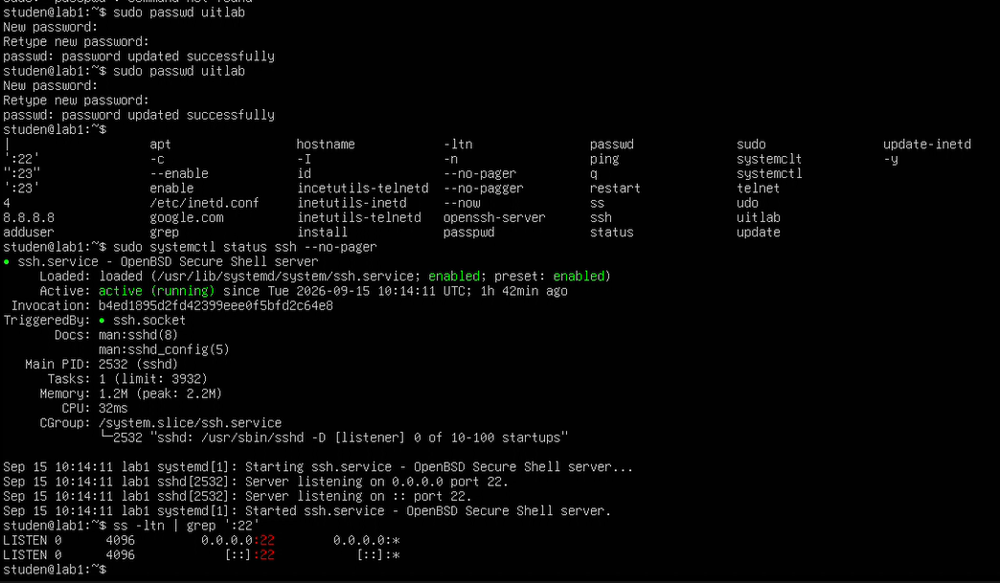 studen@lab1:~$ sudo passwd uitlab
New password:
Retype new password:
passwd: password updated successfully
studen@lab1:~$ sudo passwd uitlab
New password:
Retype new password:
passwd: password updated successfully
studen@lab1:~$
| apt hostname -ltn passwd sudo update-inetd
':22' -c -I -n ping systemclt -y
":23" --enable id --no-pager q systemctl
':23' enable incetutils-telnetd --no-pagger restart telnet
4 /etc/inetd.conf inetutils-inetd --now ss udo
8.8.8.8 google.com inetutils-telnetd openssh-server ssh uitlab
adduser grep install passpwd status update
studen@lab1:~$ sudo systemctl status ssh --no-pager
● ssh.service - OpenBSD Secure Shell server
Loaded: loaded (/usr/lib/systemd/system/ssh.service; enabled; preset: enabled)
Active: active (running) since Tue 2026-09-15 10:14:11 UTC; 1h 42min ago
Invocation: b4ed1895d2fd42399eee0f5bfd2c64e8
TriggeredBy: ● ssh.socket
Docs: man:sshd(8)
man:sshd_config(5)
Main PID: 2532 (sshd)
Tasks: 1 (limit: 3932)
Memory: 1.2M (peak: 2.2M)
CPU: 32ms
CGroup: /system.slice/ssh.service
└─2532 "sshd: /usr/sbin/sshd -D [listener] 0 of 10-100 startups"
Sep 15 10:14:11 lab1 systemd[1]: Starting ssh.service - OpenBSD Secure Shell server...
Sep 15 10:14:11 lab1 sshd[2532]: Server listening on 0.0.0.0 port 22.
Sep 15 10:14:11 lab1 sshd[2532]: Server listening on :: port 22.
Sep 15 10:14:11 lab1 systemd[1]: Started ssh.service - OpenBSD Secure Shell server.
studen@lab1:~$ ss -ltn | grep ':22'
LISTEN 0 4096 0.0.0.0:22 0.0.0.0:*
LISTEN 0 4096 [::]:22 [::]:*
studen@lab1:~$